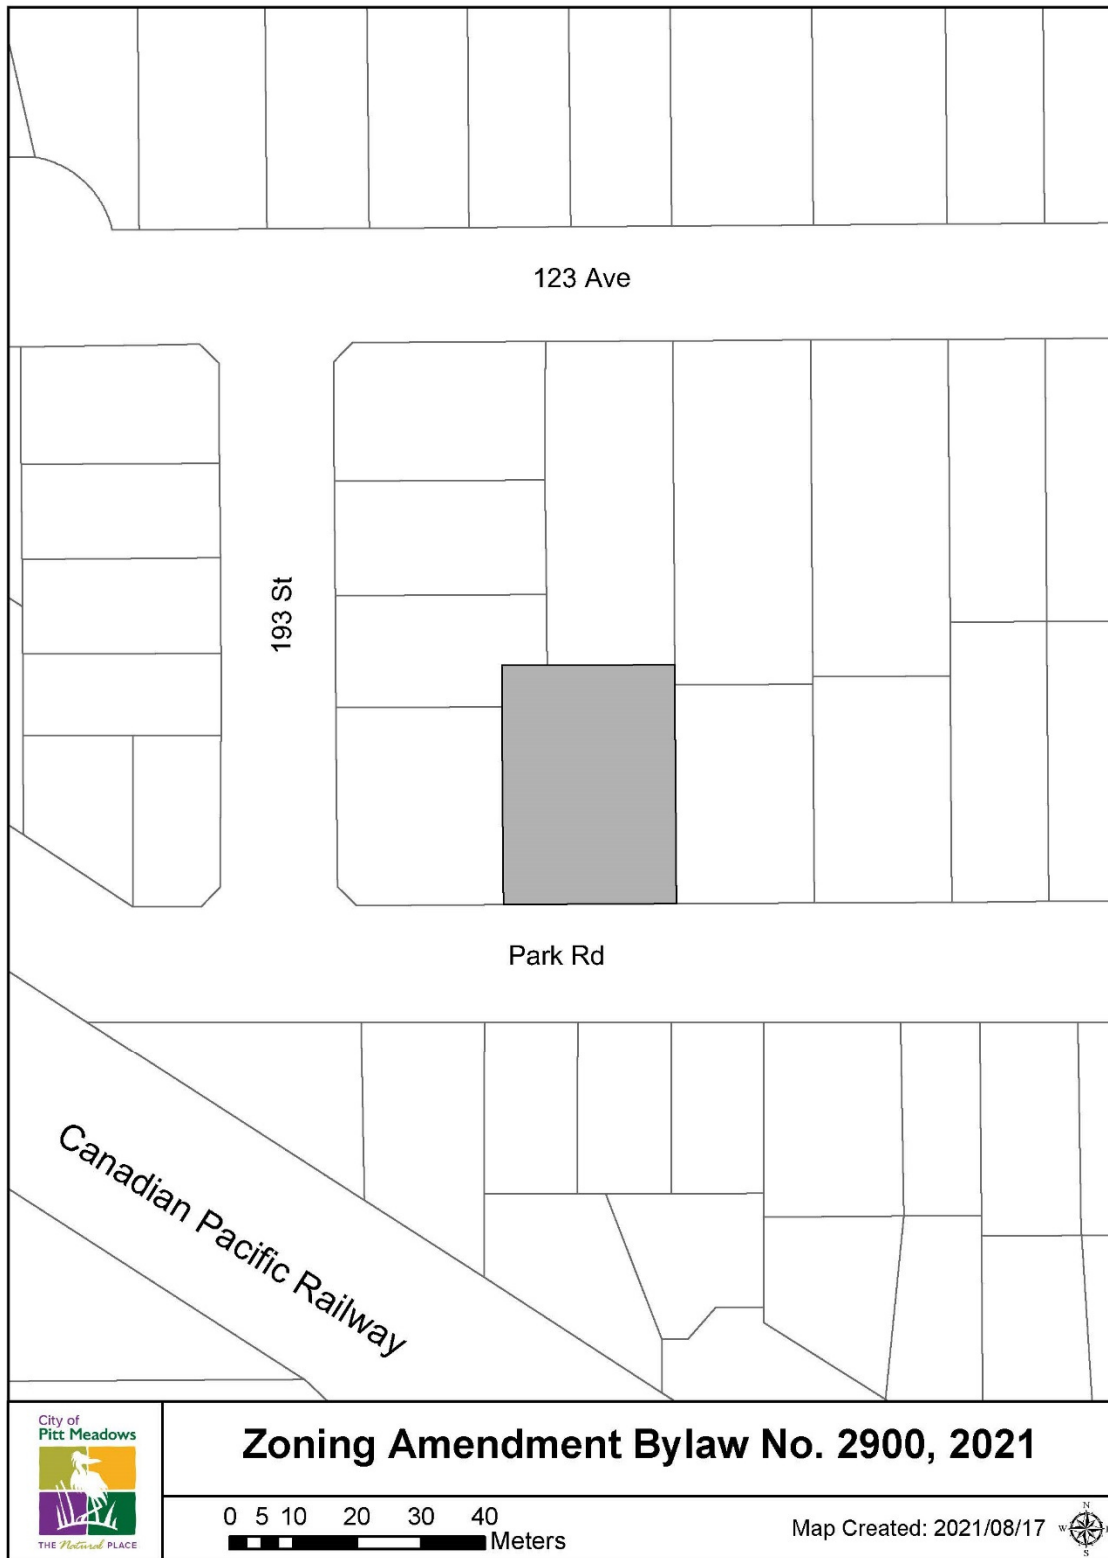 123 Ave
193 St
Park Rd
Canadian Pacific Railway
City of
Pitt Meadows
THE Natural PLACE
Zoning Amendment Bylaw No. 2900, 2021
0 5 10 20 30 40
Meters
Map Created: 2021/08/17
N
W
S